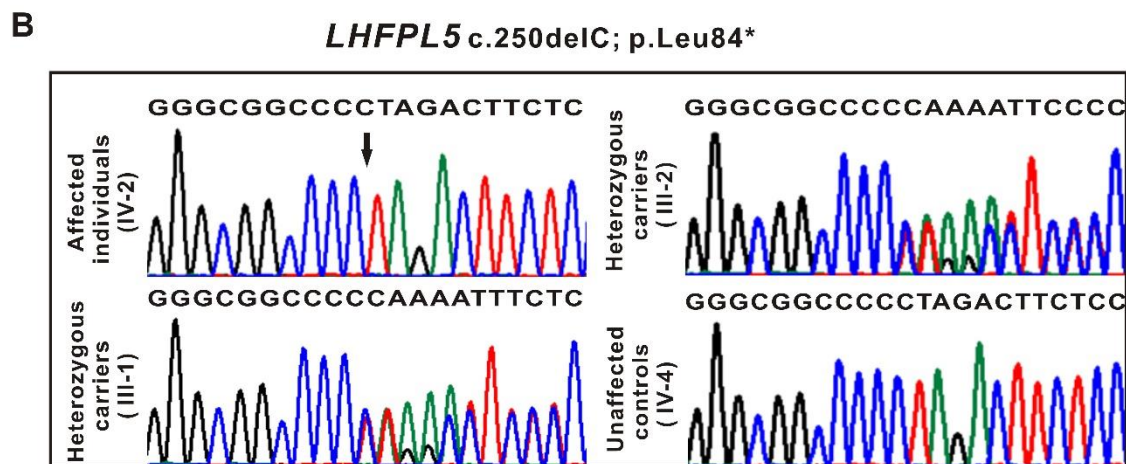 B
LHFPL5 c.250delC; p.Leu84*
Affected
individuals
(IV-2)
GGGCGGCCCCTAGACTTCTC
Heterozygous
carriers
(III-2)
GGGCGGCCCCCAAAATTCCCC
Heterozygous
carriers
(III-1)
GGGCGGCCCCCAAAATTTCTC
Unaffected
controls
(IV-4)
GGGCGGCCCCCTAGACTTCTCC